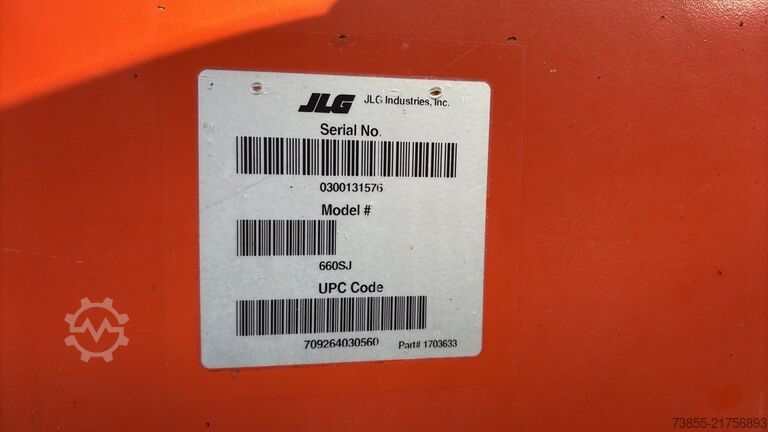 JLG JLG Industries, Inc.
Serial No.
0300131576
Model #
660SJ
UPC Code
709264030560 Part# 1703633
73855-21756893